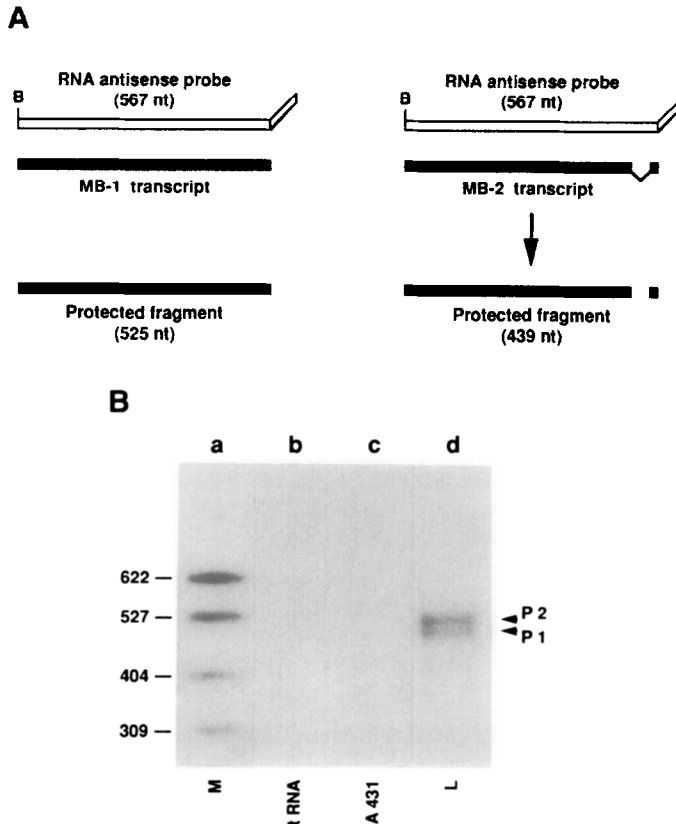 A
RNA antisense probe
(567 nt)
B
MB-1 transcript
Protected fragment
(525 nt)
RNA antisense probe
(567 nt)
B
MB-2 transcript
Protected fragment
(439 nt)
B
a b c d
622
527
404
309
P 2
P 1
M
t RNA
A 431
L